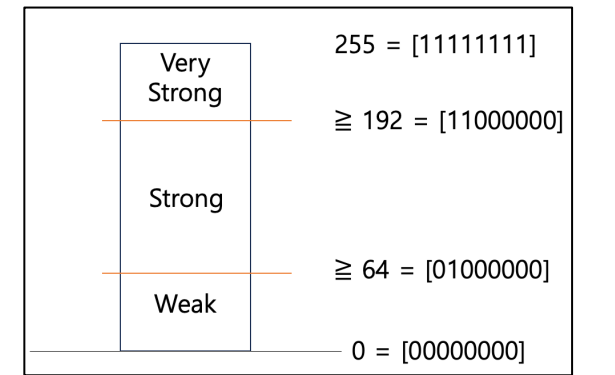 255 = [11111111]
Very
Strong
≧ 192 = [11000000]
Strong
≧ 64 = [01000000]
Weak
0 = [00000000]